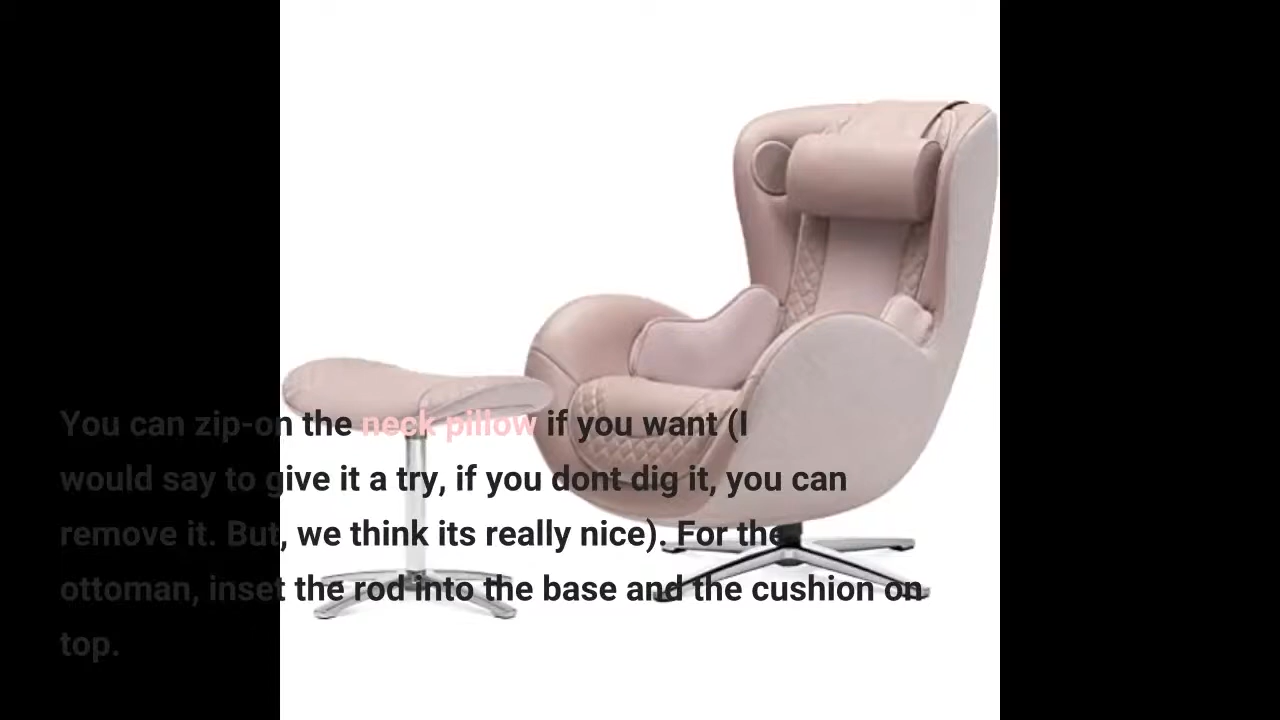 You can zip-on the neck pillow if you want (I
would say to give it a try, if you dont dig it, you can
remove it. But, we think its really nice). For the
ottoman, inset the rod into the base and the cushion on
top.